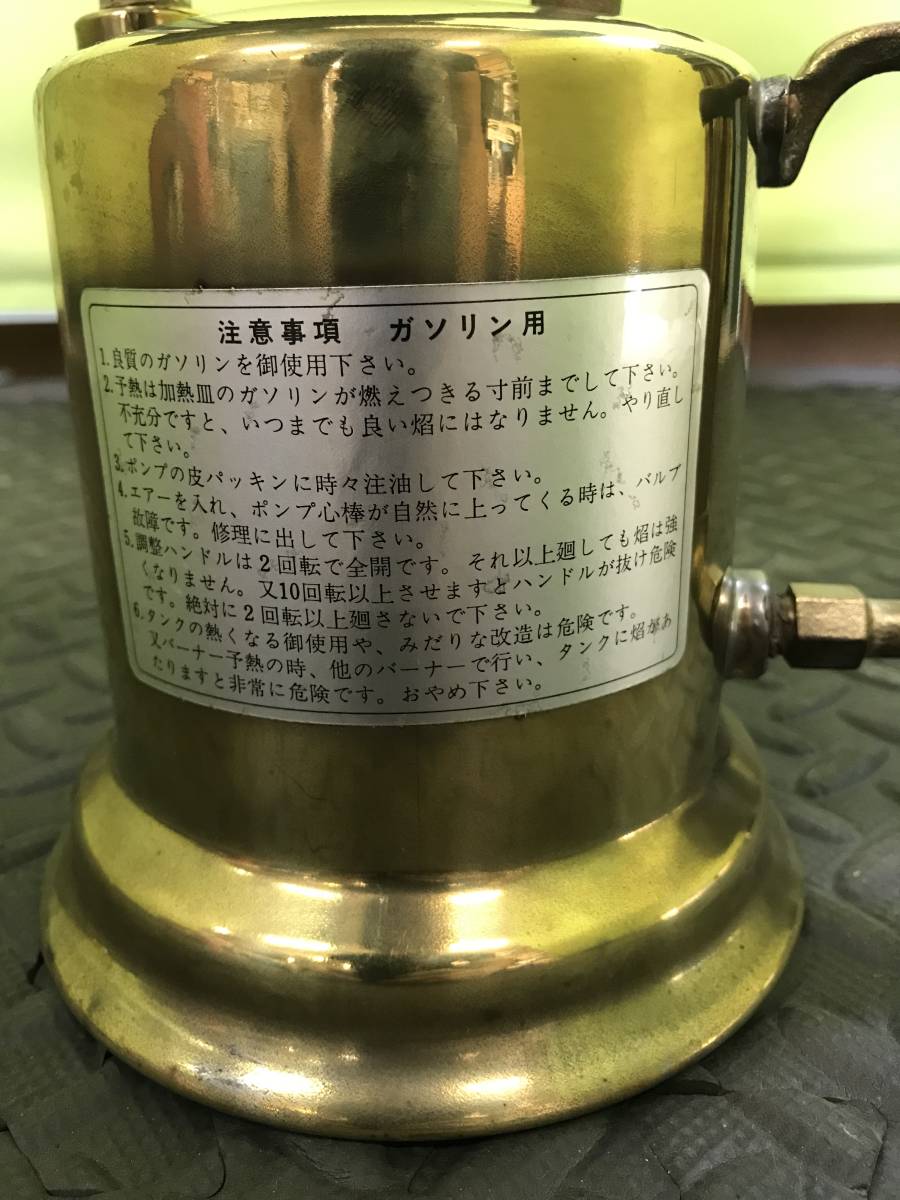 注意事項 ガソリン用
1.良質のガソリンを御使用下さい。
2.予熱は加熱皿のガソリンが燃えつきる寸前までして下さい。
不充分ですと、いつまでも良い焰にはなりません。やり直し
て下さい。
3.ポンプの皮パッキンに時々注油して下さい。
4.エアーを入れ、ポンプ心棒が自然に上ってくる時は、バルブ
故障です。修理に出して下さい。
5.調整ハンドルは2回転で全開です。それ以上廻しても焰は強
くなりません。又10回転以上させますとハンドルが抜け危険
です。絶対に2回転以上廻さないで下さい。
6.タンクの熱くなる御使用や、みだりな改造は危険です。
又バーナー予熱の時、他のバーナーで行い、タンクに焰があ
たりますと非常に危険です。おやめ下さい。